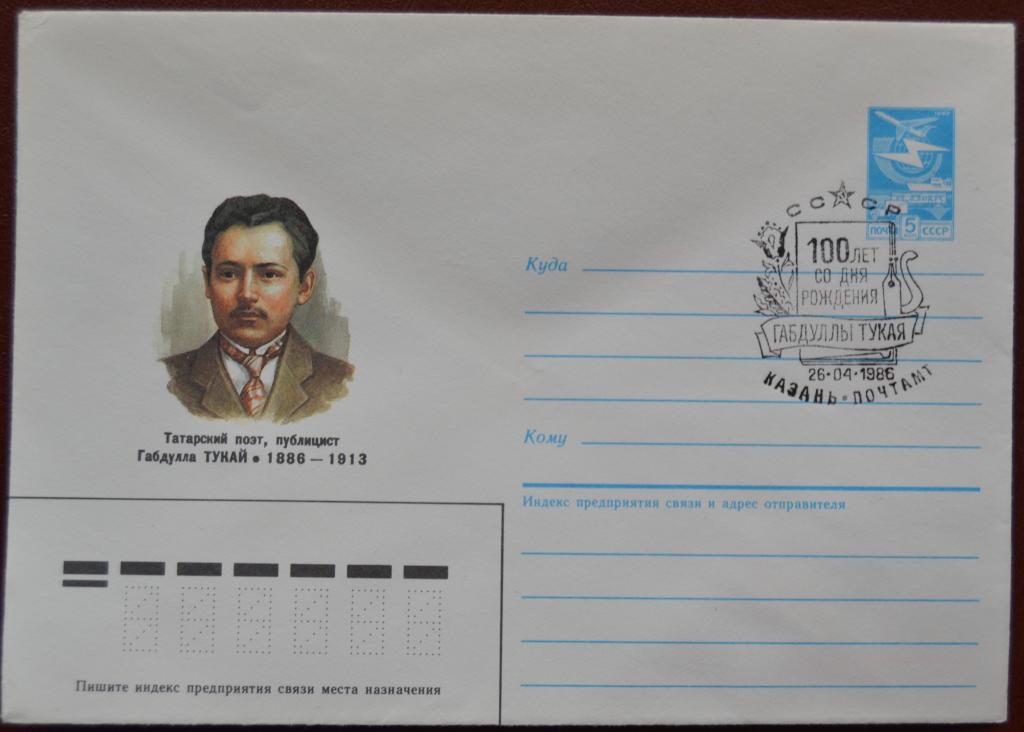 ПОЧТА 5 СССР
СССР
100 ЛЕТ
СО ДНЯ
РОЖДЕНИЯ
ГАБДУЛЛЫ ТУКАЯ
26·04·1986
КАЗАНЬ·ПОЧТАМТ
Татарский поэт, публицист
Габдулла ТУКАЙ • 1886 — 1913
Куда
Кому
Индекс предприятия связи и адрес отправителя
Пишите индекс предприятия связи места назначения